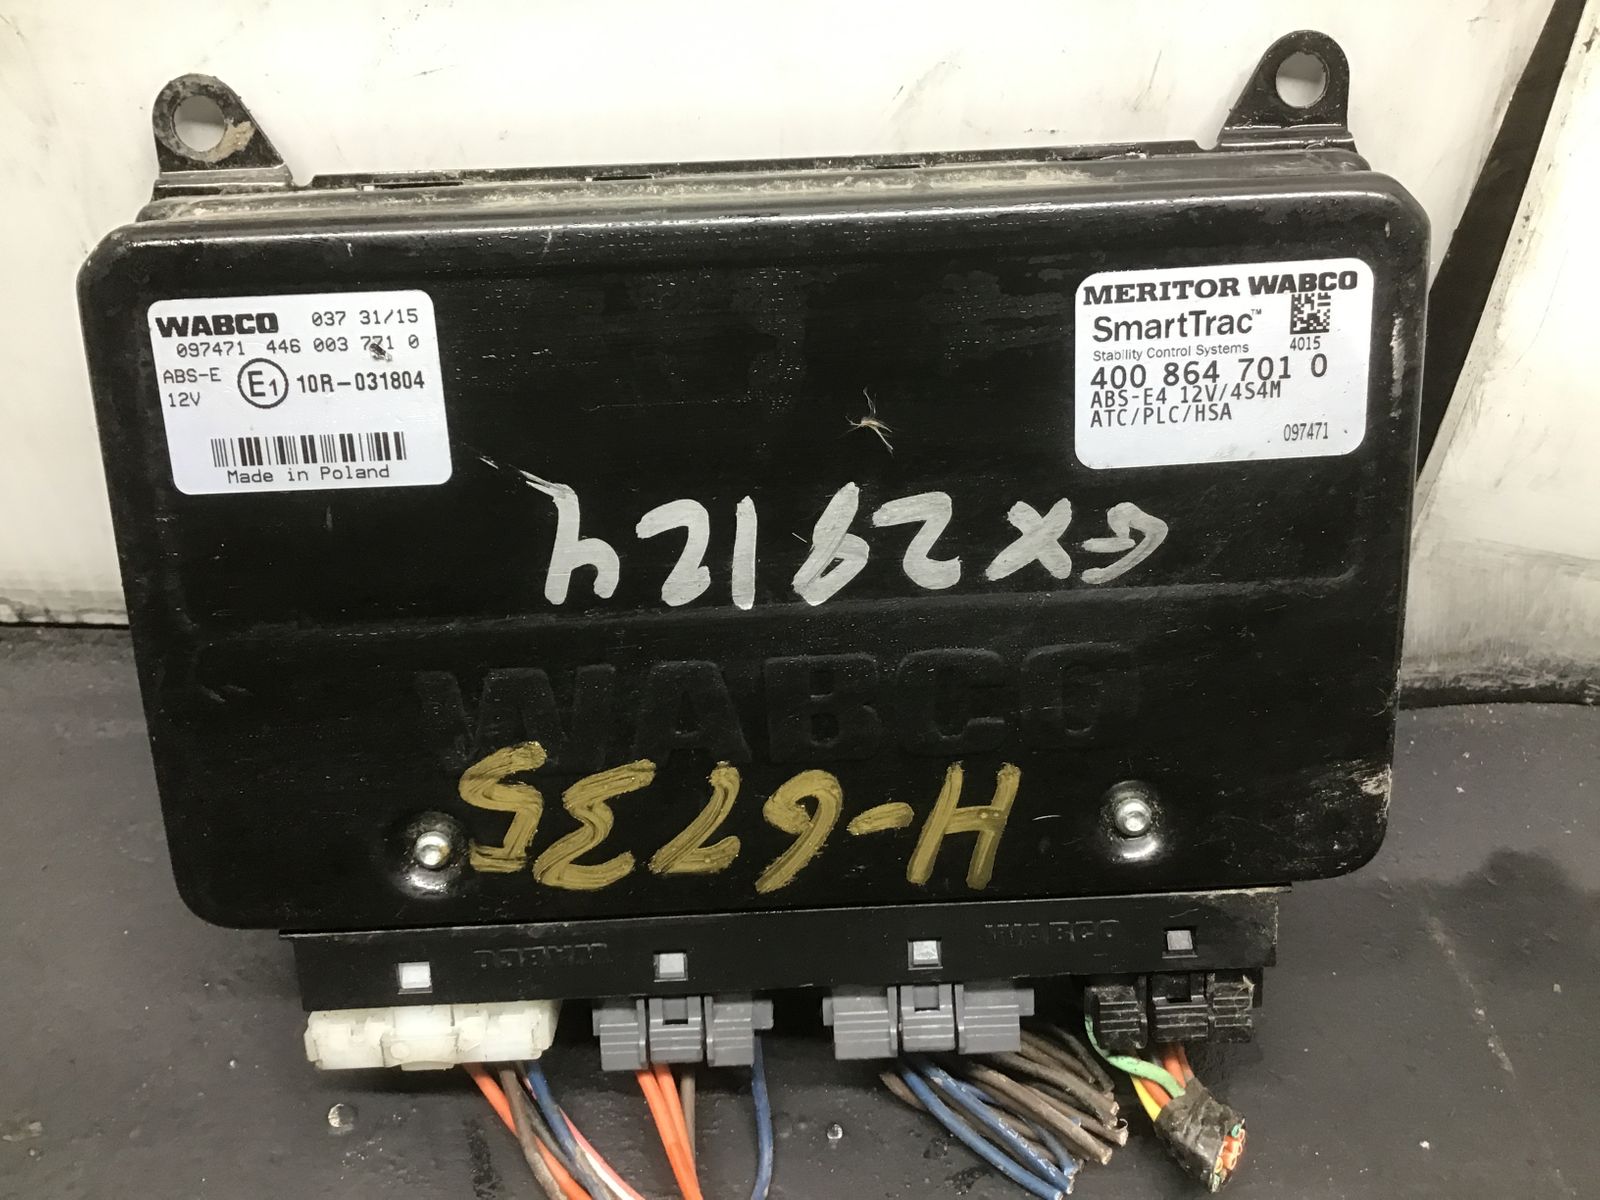 WABCO 037 31/15
097471 446 003 771 0
ABS-E
12V
E1 10R-031804
Made in Poland
MERITOR WABCO
SmartTrac™
Stability Control Systems 4015
400 864 701 0
ABS-E4 12V/4S4M
ATC/PLC/HSA
097471
GX29124
WABCO
H-6735
WABCO WABCO